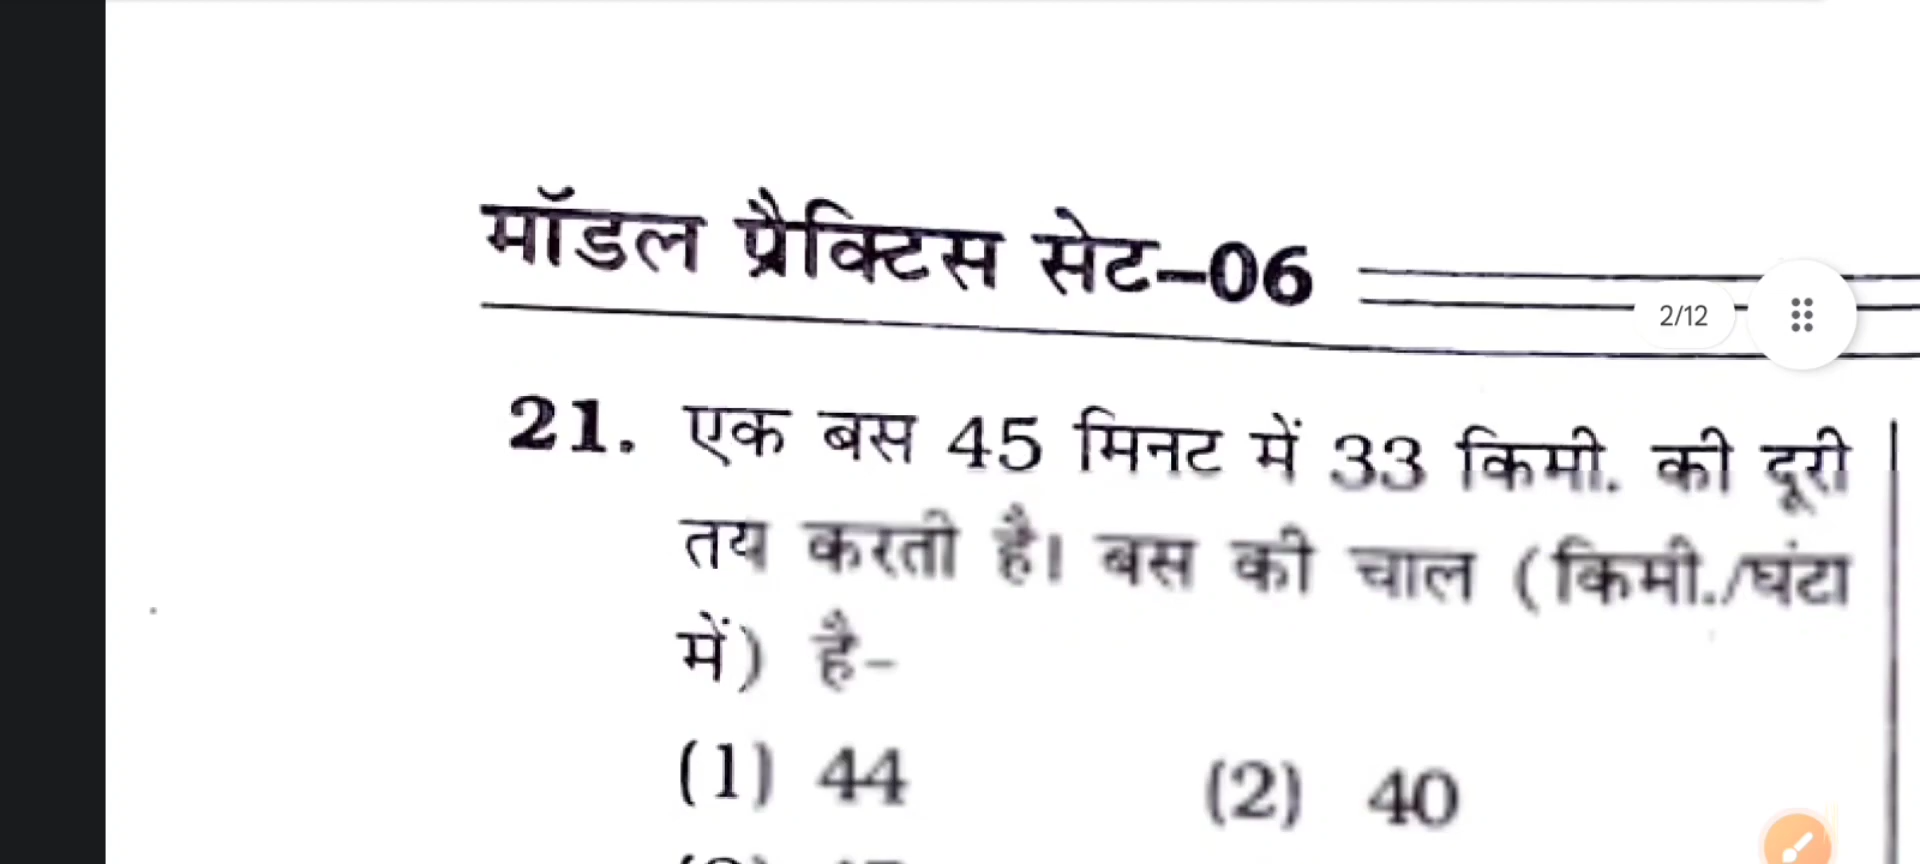 मॉडल प्रैक्टिस सेट–06
2/12
21. एक बस 45 मिनट में 33 किमी. की दूरी
तय करती है। बस की चाल (किमी./घंटा
में) है–
(1) 44 (2) 40